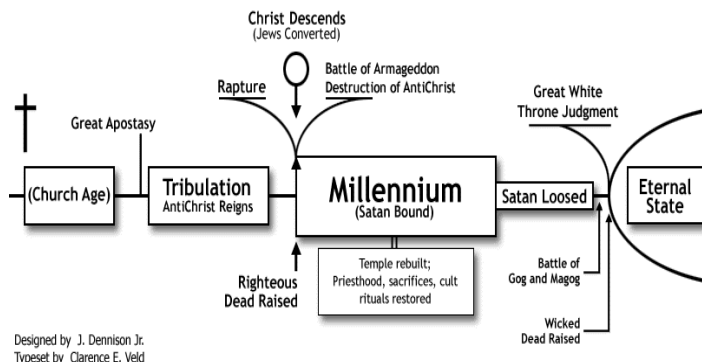 Christ Descends
(Jews Converted)
Rapture
Battle of Armageddon
Destruction of AntiChrist
Great White
Throne Judgment
Great Apostasy
(Church Age)
Tribulation
AntiChrist Reigns
Millennium
(Satan Bound)
Satan Loosed
Eternal
State
Righteous
Dead Raised
Temple rebuilt;
Priesthood, sacrifices, cult
rituals restored
Battle of
Gog and Magog
Wicked
Dead Raised
Designed by J. Dennison Jr.
Typeset by Clarence E. Veld